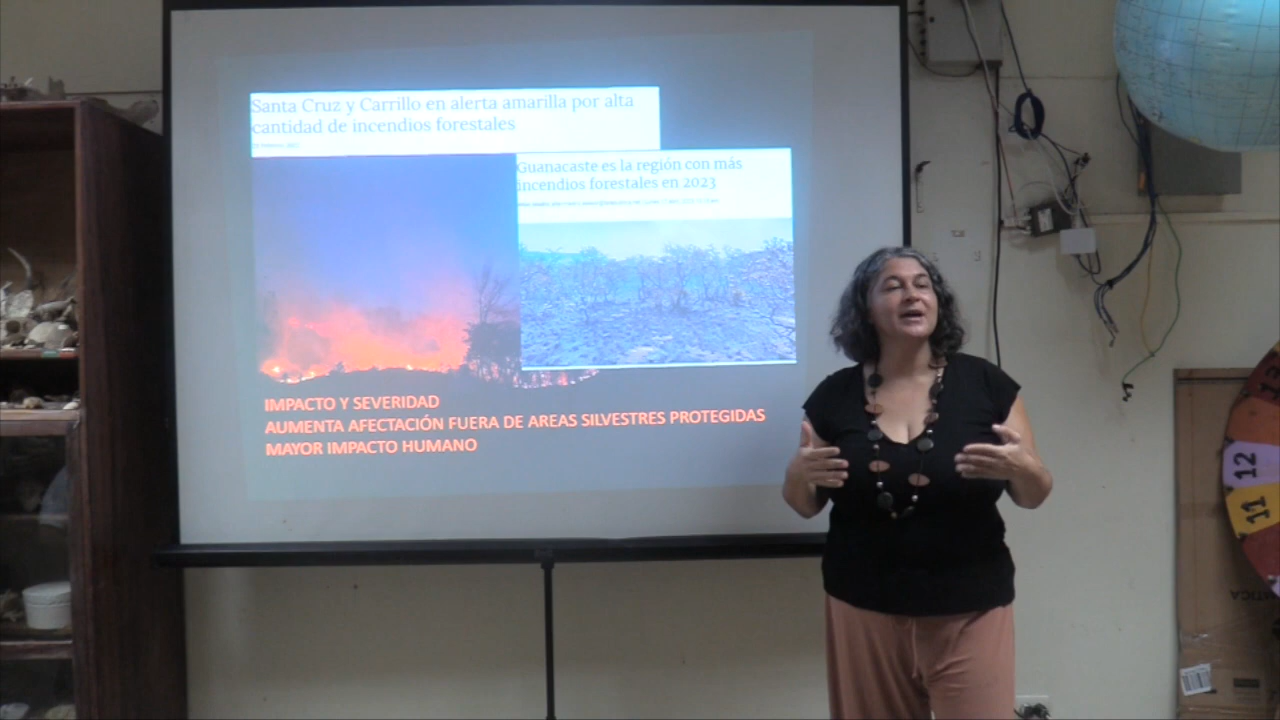 Santa Cruz y Carrillo en alerta amarilla por alta
cantidad de incendios forestales
Guanacaste es la región con más
incendios forestales en 2023
IMPACTO Y SEVERIDAD
AUMENTA AFECTACIÓN FUERA DE AREAS SILVESTRES PROTEGIDAS
MAYOR IMPACTO HUMANO
13
12
11